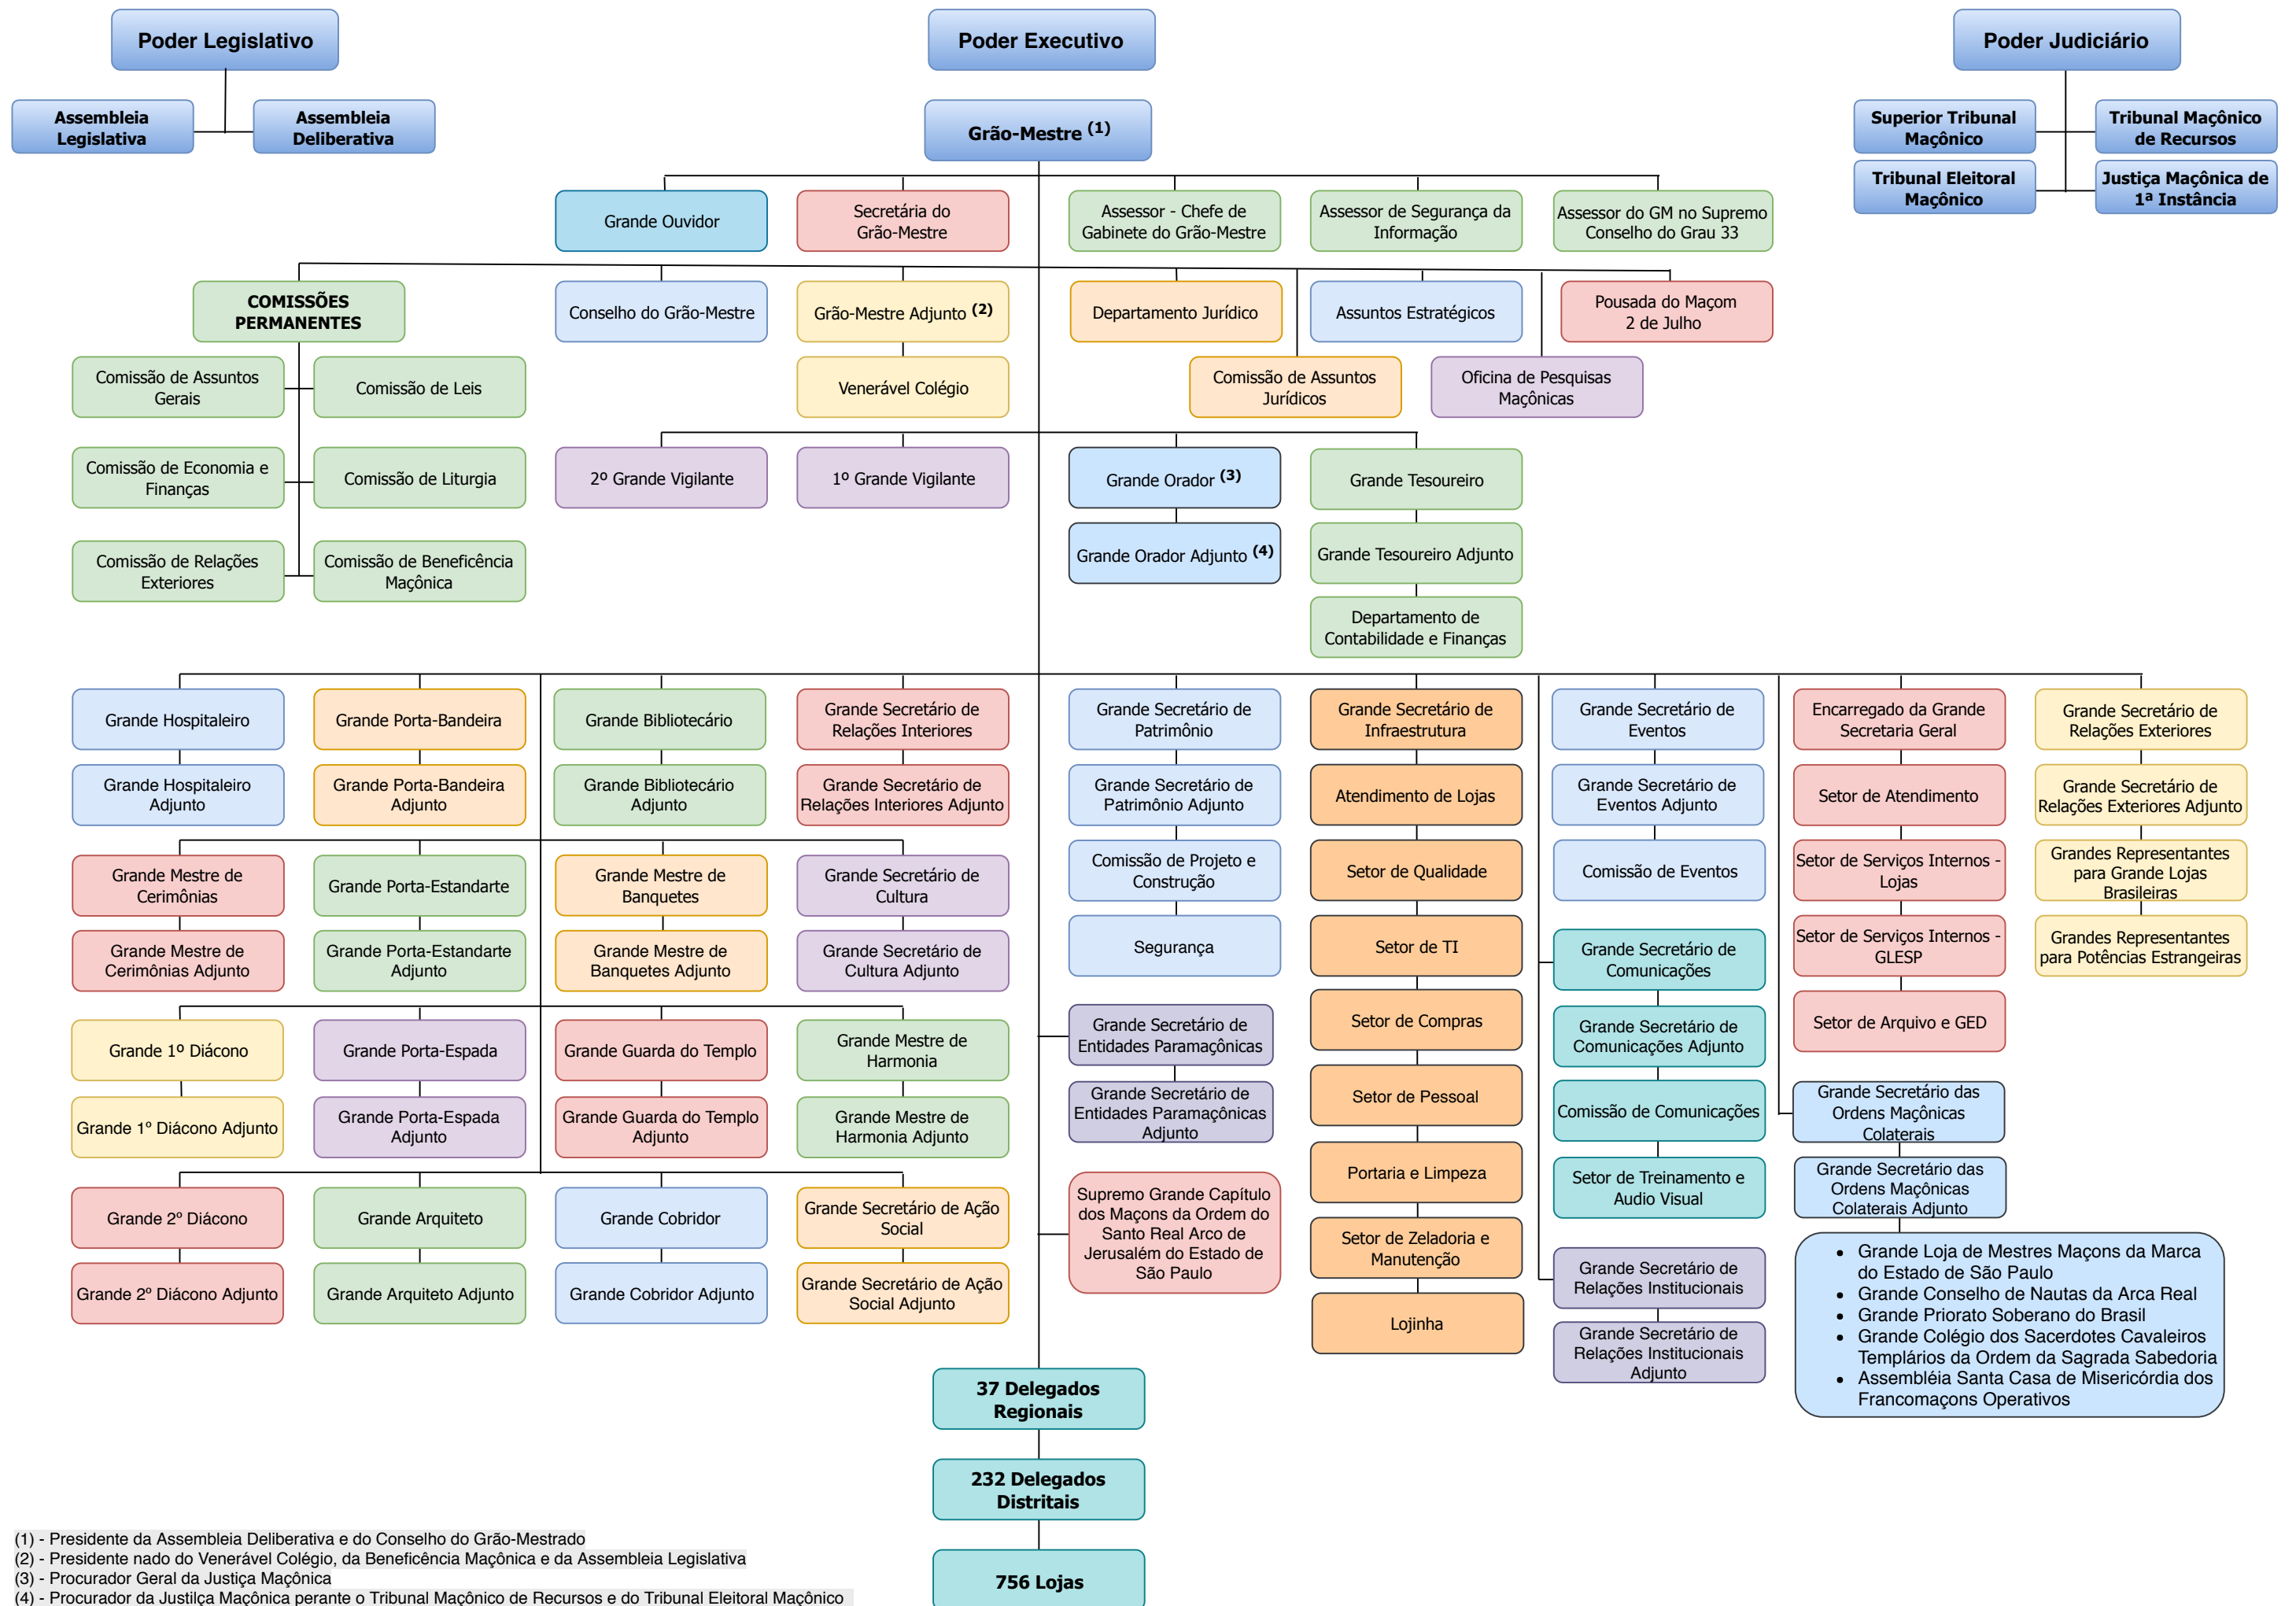 Poder Legislativo
Poder Executivo
Poder Judiciário
Assembleia
Legislativa
Assembleia
Deliberativa
Grão-Mestre (1)
Superior Tribunal
Maçônico
Tribunal Maçônico
de Recursos
Tribunal Eleitoral
Maçônico
Justiça Maçônica de
1ª Instância
Grande Ouvidor
Secretária do
Grão-Mestre
Assessor - Chefe de
Gabinete do Grão-Mestre
Assessor de Segurança da
Informação
Assessor do GM no Supremo
Conselho do Grau 33
COMISSÕES
PERMANENTES
Conselho do Grão-Mestre
Grão-Mestre Adjunto (2)
Departamento Jurídico
Assuntos Estratégicos
Pousada do Maçom
2 de Julho
Comissão de Assuntos
Gerais
Comissão de Leis
Venerável Colégio
Comissão de Assuntos
Jurídicos
Oficina de Pesquisas
Maçônicas
Comissão de Economia e
Finanças
Comissão de Liturgia
2º Grande Vigilante
1º Grande Vigilante
Grande Orador (3)
Grande Tesoureiro
Comissão de Relações
Exteriores
Comissão de Beneficência
Maçônica
Grande Orador Adjunto (4)
Grande Tesoureiro Adjunto
Departamento de
Contabilidade e Finanças
Grande Hospitaleiro
Grande Porta-Bandeira
Grande Bibliotecário
Grande Secretário de
Relações Interiores
Grande Secretário de
Patrimônio
Grande Secretário de
Infraestrutura
Grande Secretário de
Eventos
Encarregado da Grande
Secretaria Geral
Grande Secretário de
Relações Exteriores
Grande Hospitaleiro
Adjunto
Grande Porta-Bandeira
Adjunto
Grande Bibliotecário
Adjunto
Grande Secretário de
Relações Interiores Adjunto
Grande Secretário de
Patrimônio Adjunto
Atendimento de Lojas
Grande Secretário de
Eventos Adjunto
Setor de Atendimento
Grande Secretário de
Relações Exteriores Adjunto
Grande Mestre de
Cerimônias
Grande Porta-Estandarte
Grande Mestre de
Banquetes
Grande Secretário de
Cultura
Comissão de Projeto e
Construção
Setor de Qualidade
Comissão de Eventos
Setor de Serviços Internos -
Lojas
Grandes Representantes
para Grande Lojas
Brasileiras
Grande Mestre de
Cerimônias Adjunto
Grande Porta-Estandarte
Adjunto
Grande Mestre de
Banquetes Adjunto
Grande Secretário de
Cultura Adjunto
Segurança
Setor de TI
Grande Secretário de
Comunicações
Setor de Serviços Internos -
GLESP
Grandes Representantes
para Potências Estrangeiras
Grande 1º Diácono
Grande Porta-Espada
Grande Guarda do Templo
Grande Mestre de
Harmonia
Grande Secretário de
Entidades Paramaçônicas
Setor de Compras
Grande Secretário de
Comunicações Adjunto
Setor de Arquivo e GED
Grande 1º Diácono Adjunto
Grande Porta-Espada
Adjunto
Grande Guarda do Templo
Adjunto
Grande Mestre de
Harmonia Adjunto
Grande Secretário de
Entidades Paramaçônicas
Adjunto
Setor de Pessoal
Comissão de Comunicações
Grande Secretário das
Ordens Maçônicas
Colaterais
Grande 2º Diácono
Grande Arquiteto
Grande Cobridor
Grande Secretário de Ação
Social
Supremo Grande Capítulo
dos Maçons da Ordem do
Santo Real Arco de
Jerusalém do Estado de
São Paulo
Portaria e Limpeza
Setor de Treinamento e
Audio Visual
Grande Secretário das
Ordens Maçônicas
Colaterais Adjunto
Grande 2º Diácono Adjunto
Grande Arquiteto Adjunto
Grande Cobridor Adjunto
Grande Secretário de Ação
Social Adjunto
Setor de Zeladoria e
Manutenção
Grande Secretário de
Relações Institucionais
• Grande Loja de Mestres Maçons da Marca
do Estado de São Paulo
• Grande Conselho de Nautas da Arca Real
• Grande Priorato Soberano do Brasil
• Grande Colégio dos Sacerdotes Cavaleiros
Templários da Ordem da Sagrada Sabedoria
• Assembléia Santa Casa de Misericórdia dos
Francomaçons Operativos
Lojinha
Grande Secretário de
Relações Institucionais
Adjunto
37 Delegados
Regionais
232 Delegados
Distritais
756 Lojas
(1) - Presidente da Assembleia Deliberativa e do Conselho do Grão-Mestrado
(2) - Presidente nado do Venerável Colégio, da Beneficência Maçônica e da Assembleia Legislativa
(3) - Procurador Geral da Justiça Maçônica
(4) - Procurador da Justilça Maçônica perante o Tribunal Maçônico de Recursos e do Tribunal Eleitoral Maçônico